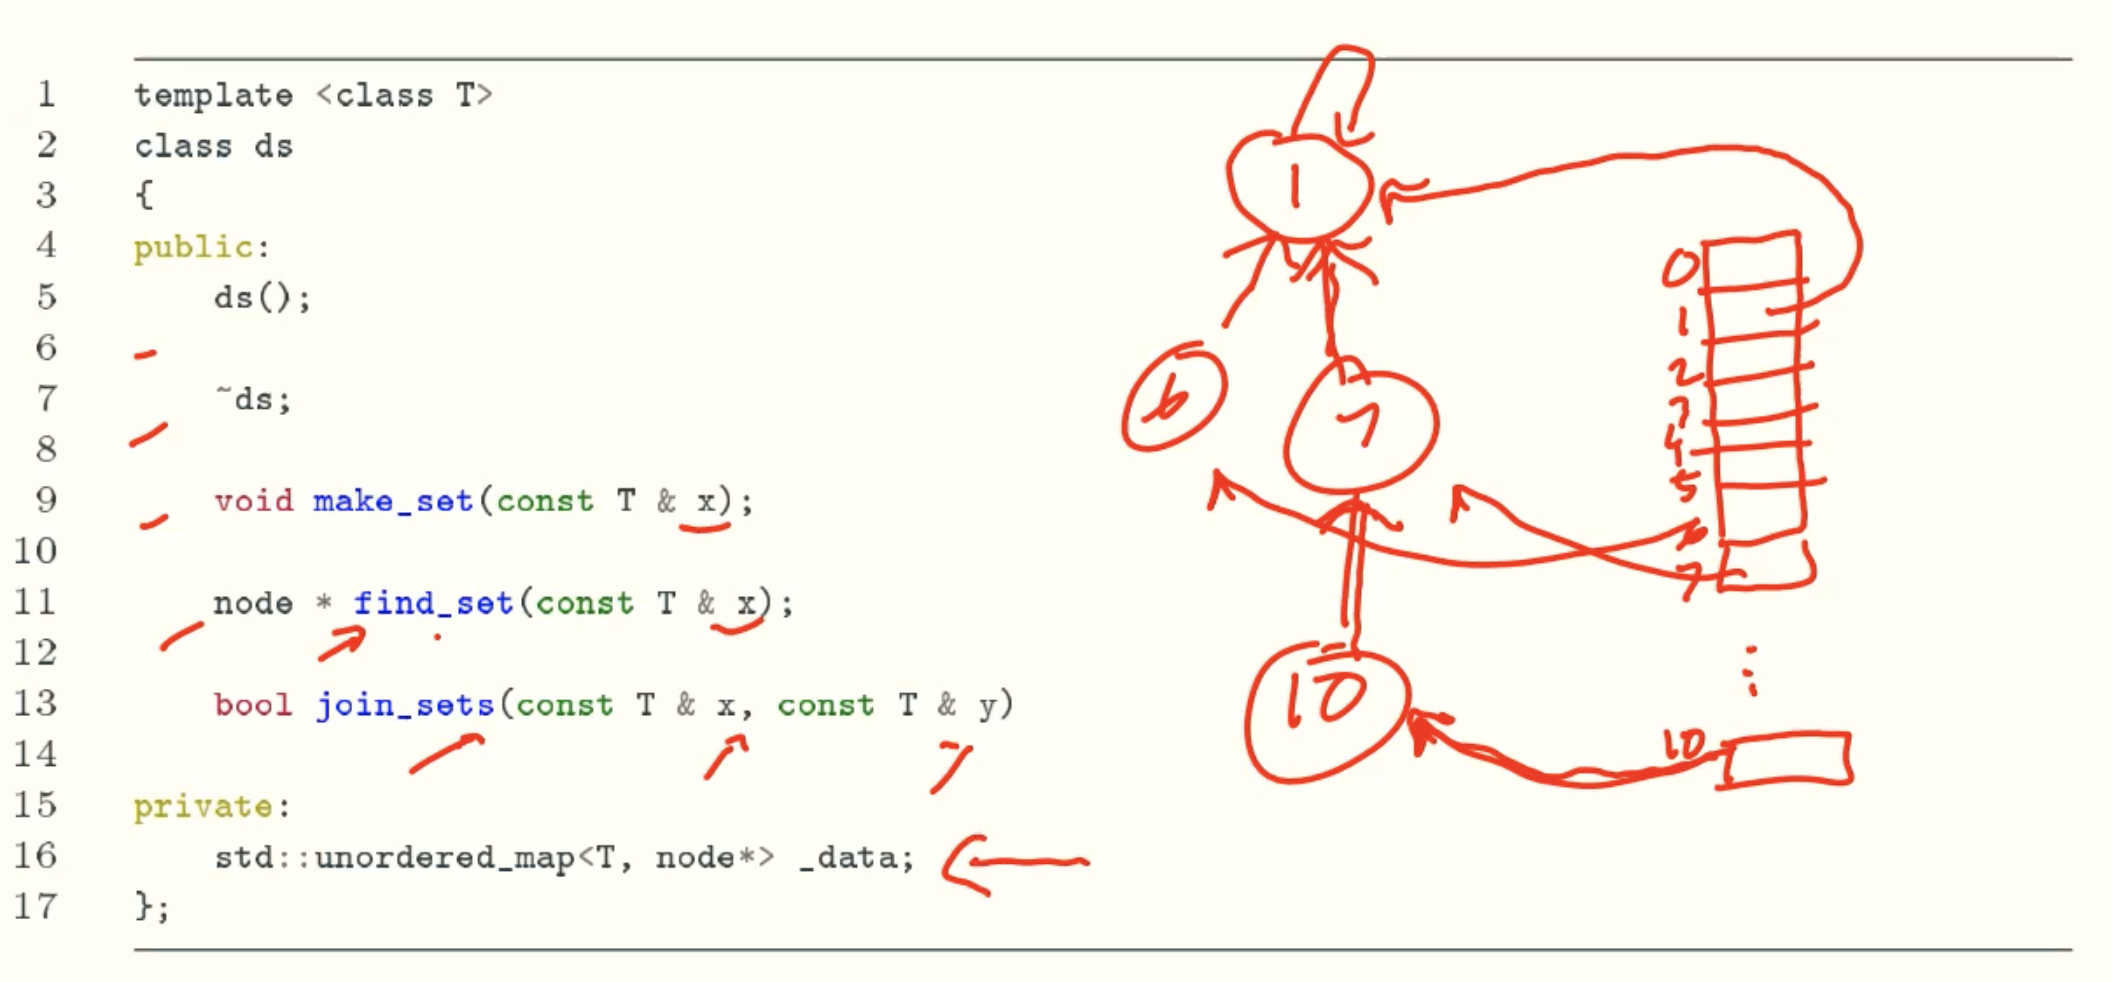 1 template <class T>
2 class ds
3 {
4 public:
5 ds();
6
7 ~ds;
8
9 void make_set(const T & x);
10
11 node * find_set(const T & x);
12
13 bool join_sets(const T & x, const T & y)
14
15 private:
16 std::unordered_map<T, node*> _data;
17 };
1
6 7
10
0
1
2
3
4
5
6
7
⋮
10